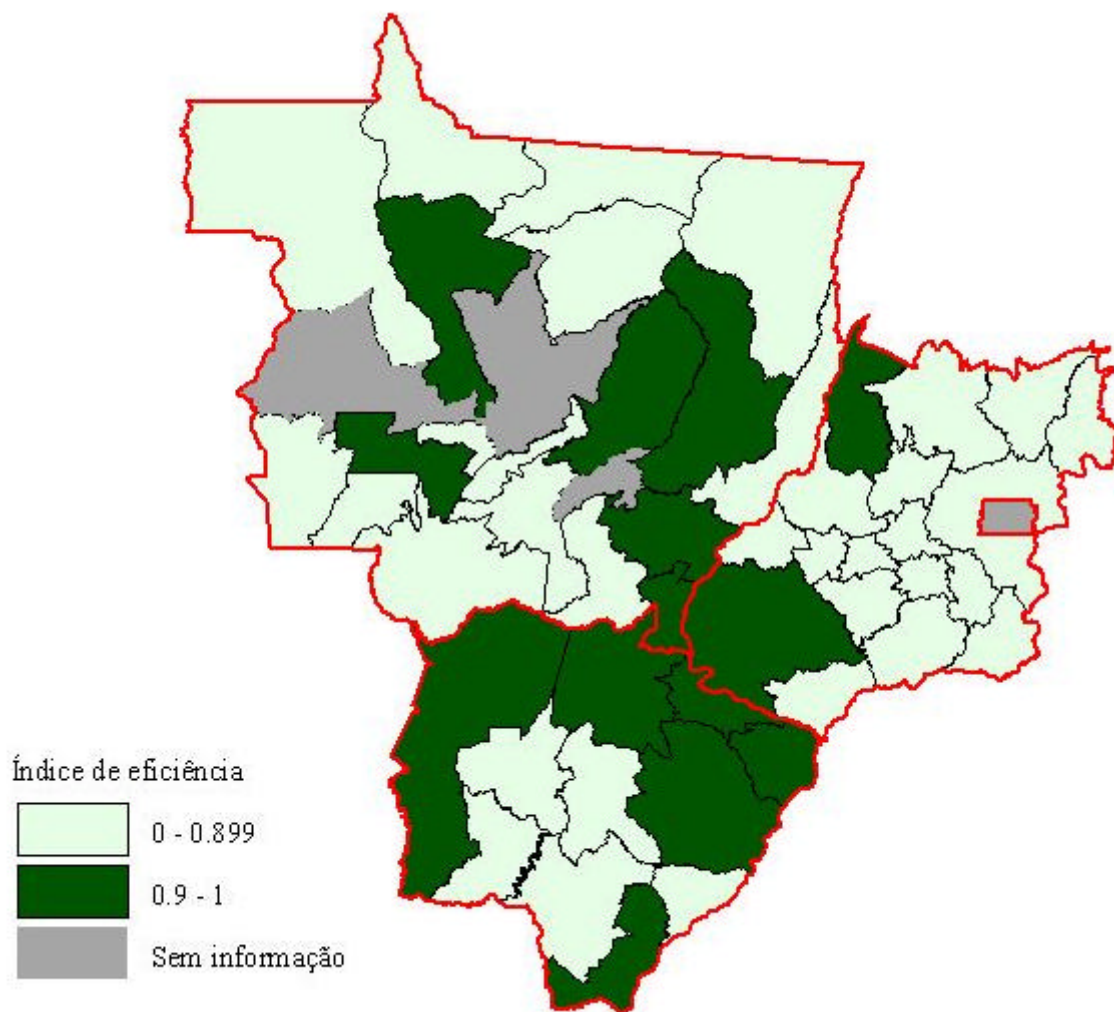 Índice de eficiência
0 - 0.899
0.9 - 1
Sem informação